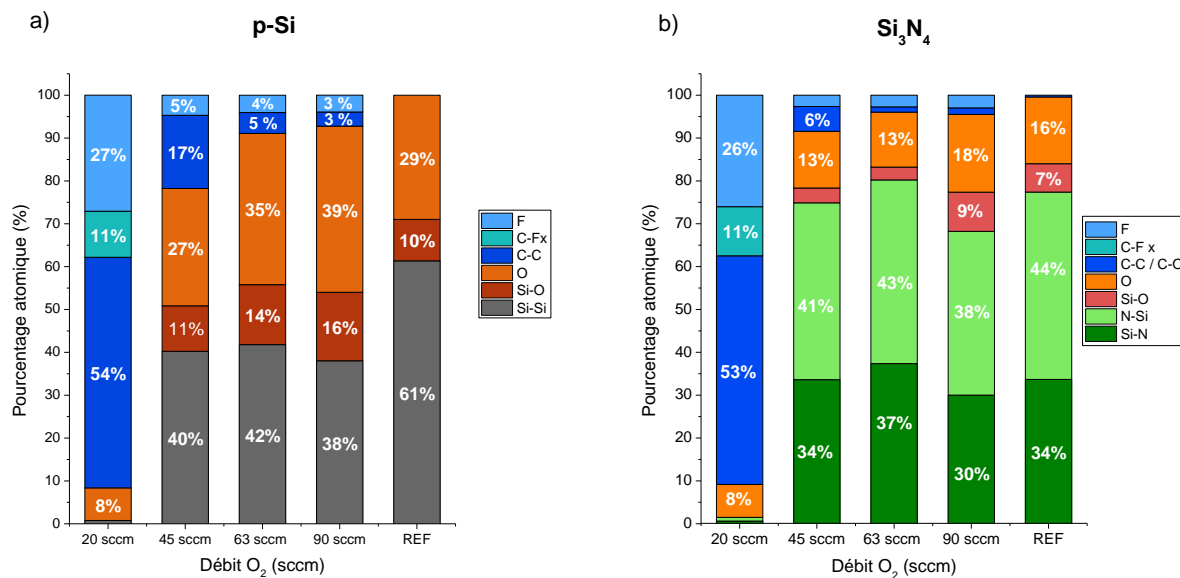 a)
p-Si
Pourcentage atomique (%)
100
90
80
70
60
50
40
30
20
10
0
27%
11%
54%
8%
5%
17%
27%
11%
40%
4%
5 %
35%
14%
42%
3 %
3 %
39%
16%
38%
29%
10%
61%
20 sccm
45 sccm
63 sccm
90 sccm
REF
Débit O2 (sccm)
F
C-Fx
C-C
O
Si-O
Si-Si
b)
Si3N4
Pourcentage atomique (%)
100
90
80
70
60
50
40
30
20
10
0
26%
11%
53%
8%
6%
13%
41%
34%
13%
43%
37%
18%
9%
38%
30%
16%
7%
44%
34%
20 sccm
45 sccm
63 sccm
90 sccm
REF
Débit O2 (sccm)
F
C-F x
C-C / C-O
O
Si-O
N-Si
Si-N